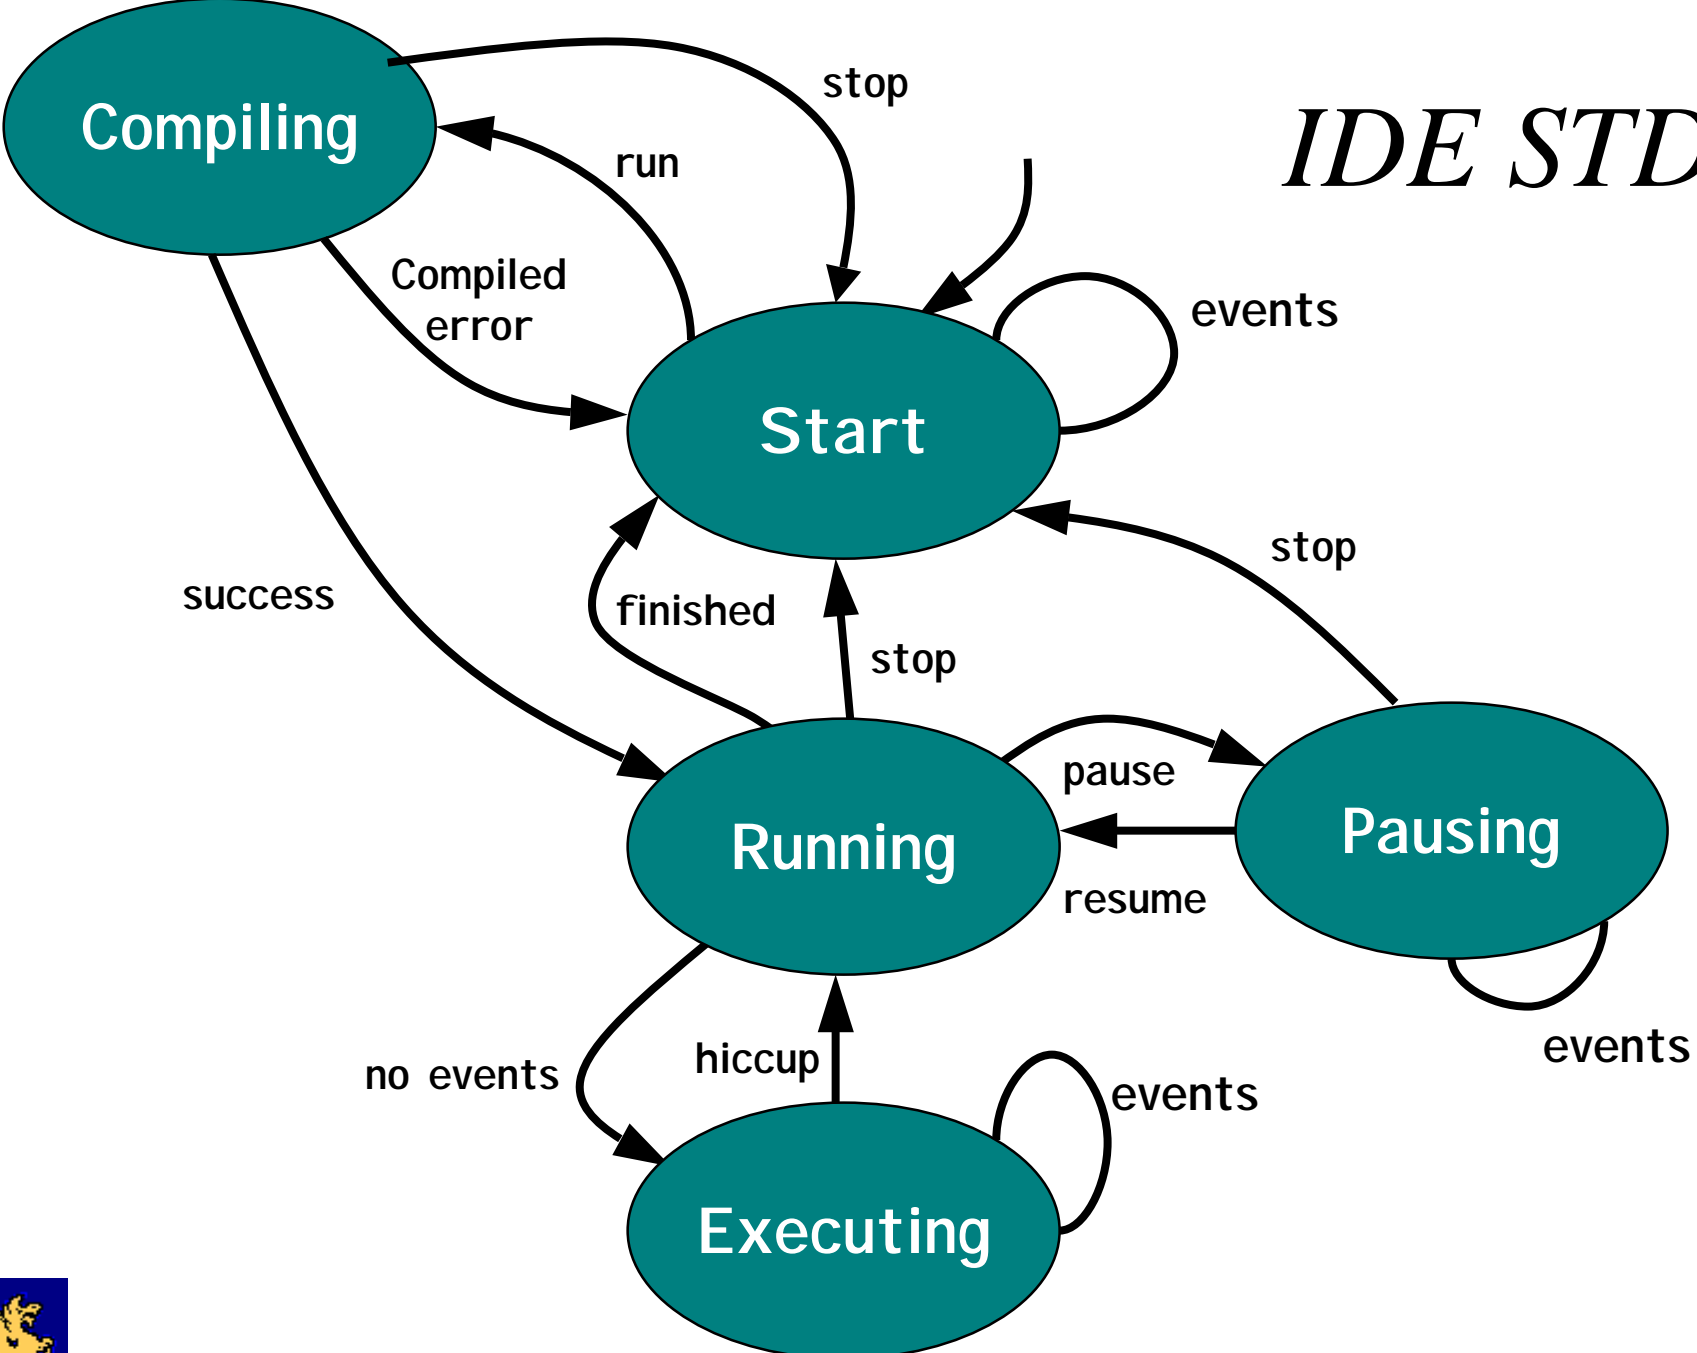 stop
IDE STD
Compiling
run
Compiled
error
events
Start
stop
success
finished
stop
pause
Pausing
Running
resume
events
no events
hiccup
events
Executing